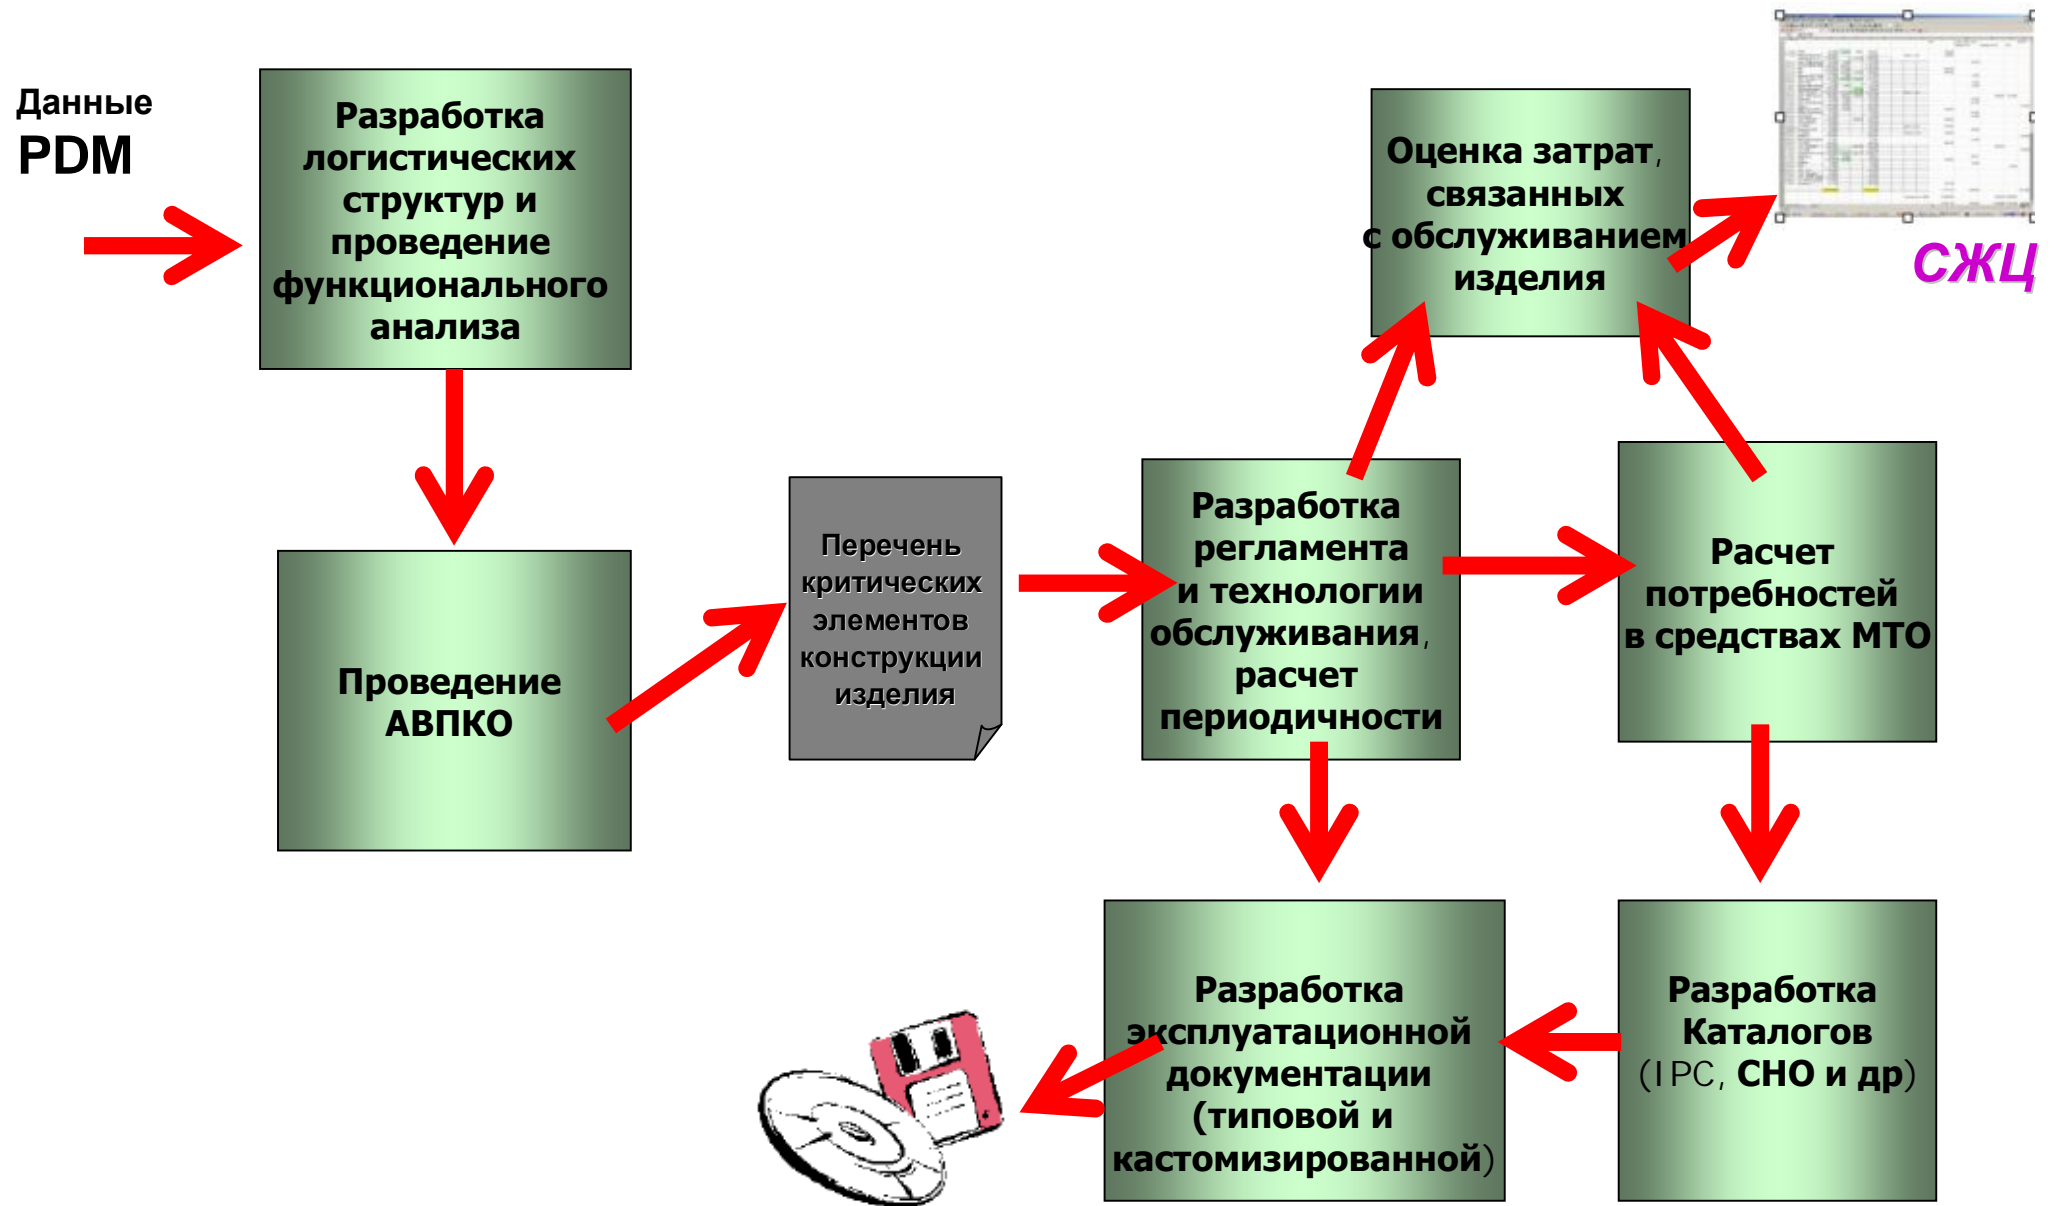 Данные
PDM
Разработка
логистических
структур и
проведение
функционального
анализа
Проведение
АВПКО
Перечень
критических
элементов
конструкции
изделия
Разработка
регламента
и технологии
обслуживания,
расчет
периодичности
Оценка затрат,
связанных
с обслуживанием
изделия
СЖЦ
Расчет
потребностей
в средствах МТО
Разработка
эксплуатационной
документации
(типовой и
кастомизированной)
Разработка
Каталогов
(IPC, СНО и др)